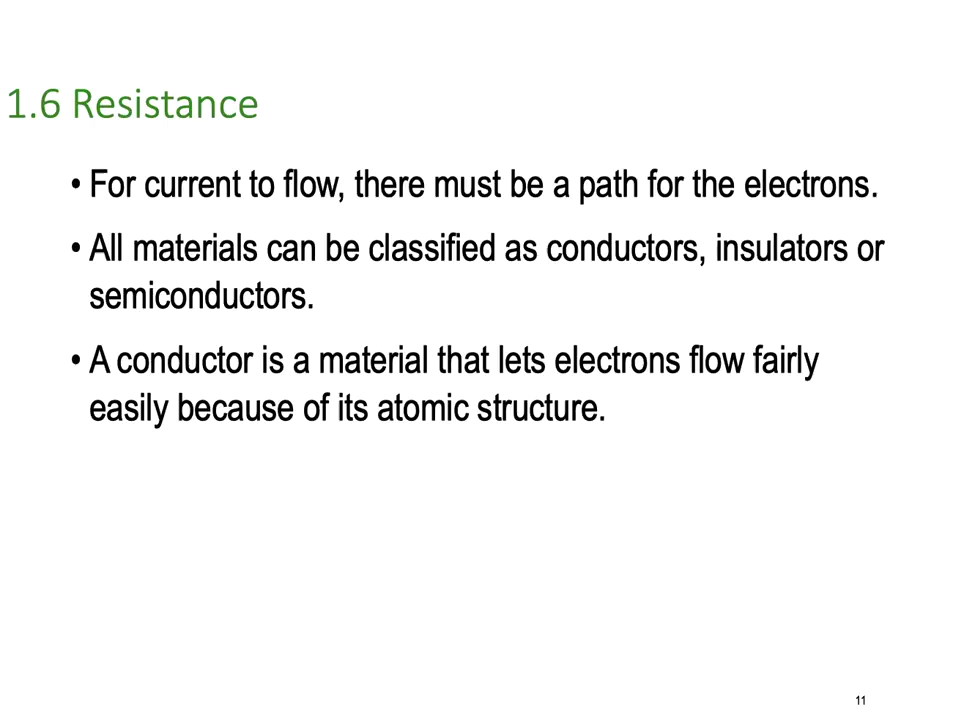 1.6 Resistance
• For current to flow, there must be a path for the electrons.
• All materials can be classified as conductors, insulators or
semiconductors.
• A conductor is a material that lets electrons flow fairly
easily because of its atomic structure.
11